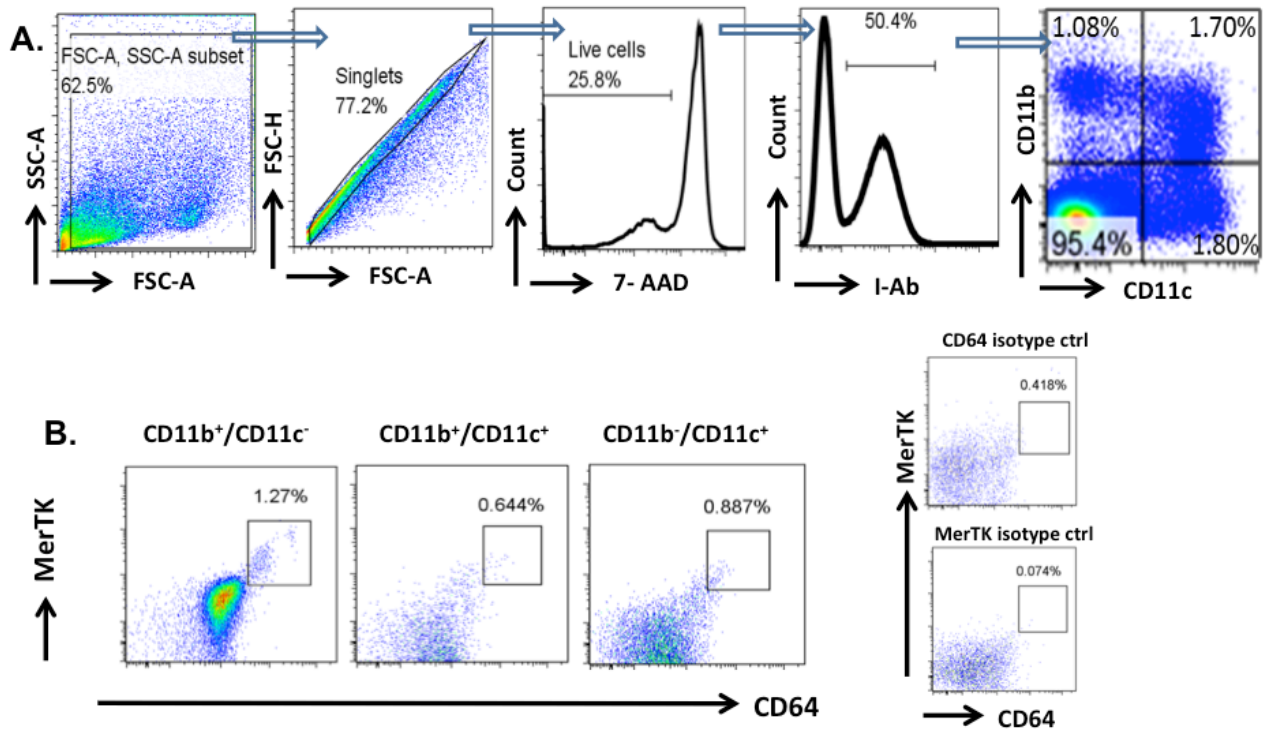 A.
FSC-A, SSC-A subset
62.5%
SSC-A
FSC-A
Singlets
77.2%
FSC-H
FSC-A
Live cells
25.8%
Count
7- AAD
50.4%
Count
I-Ab
1.08%
1.70%
95.4%
1.80%
CD11b
CD11c
B.
CD11b⁺/CD11c⁻
CD11b⁺/CD11c⁺
CD11b⁻/CD11c⁺
1.27%
0.644%
0.887%
MerTK
CD64
CD64 isotype ctrl
0.418%
MerTK
MerTK isotype ctrl
0.074%
CD64